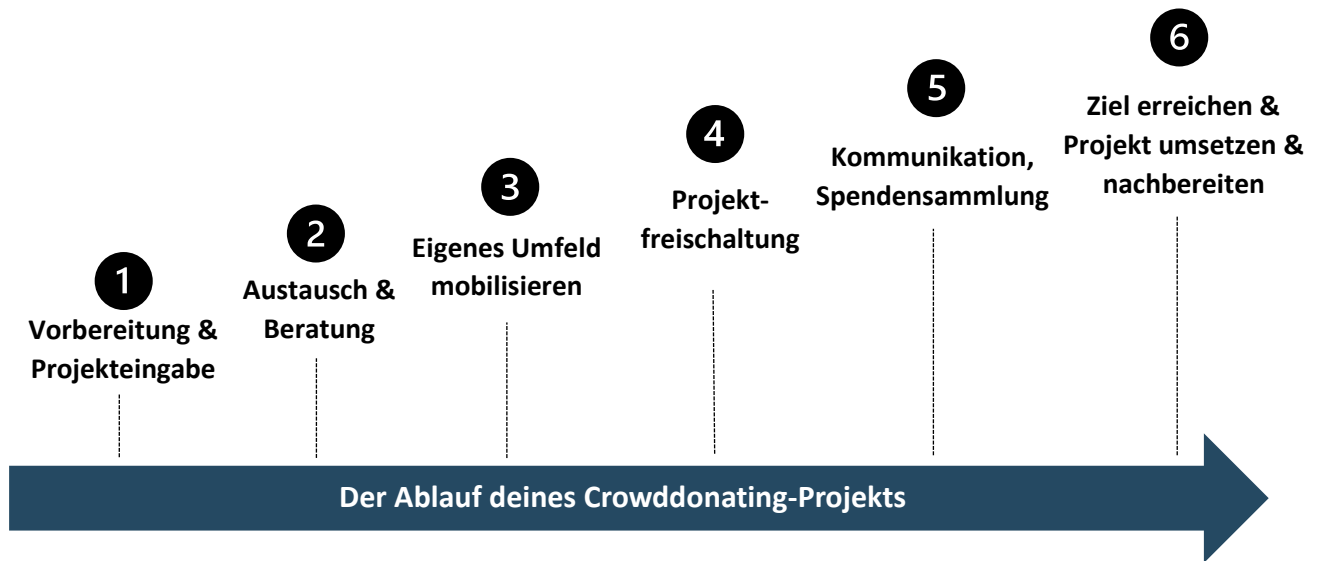 1
Vorbereitung &
Projekteingabe
2
Austausch &
Beratung
3
Eigenes Umfeld
mobilisieren
4
Projekt-
freischaltung
5
Kommunikation,
Spendensammlung
6
Ziel erreichen &
Projekt umsetzen &
nachbereiten
Der Ablauf deines Crowddonating-Projekts